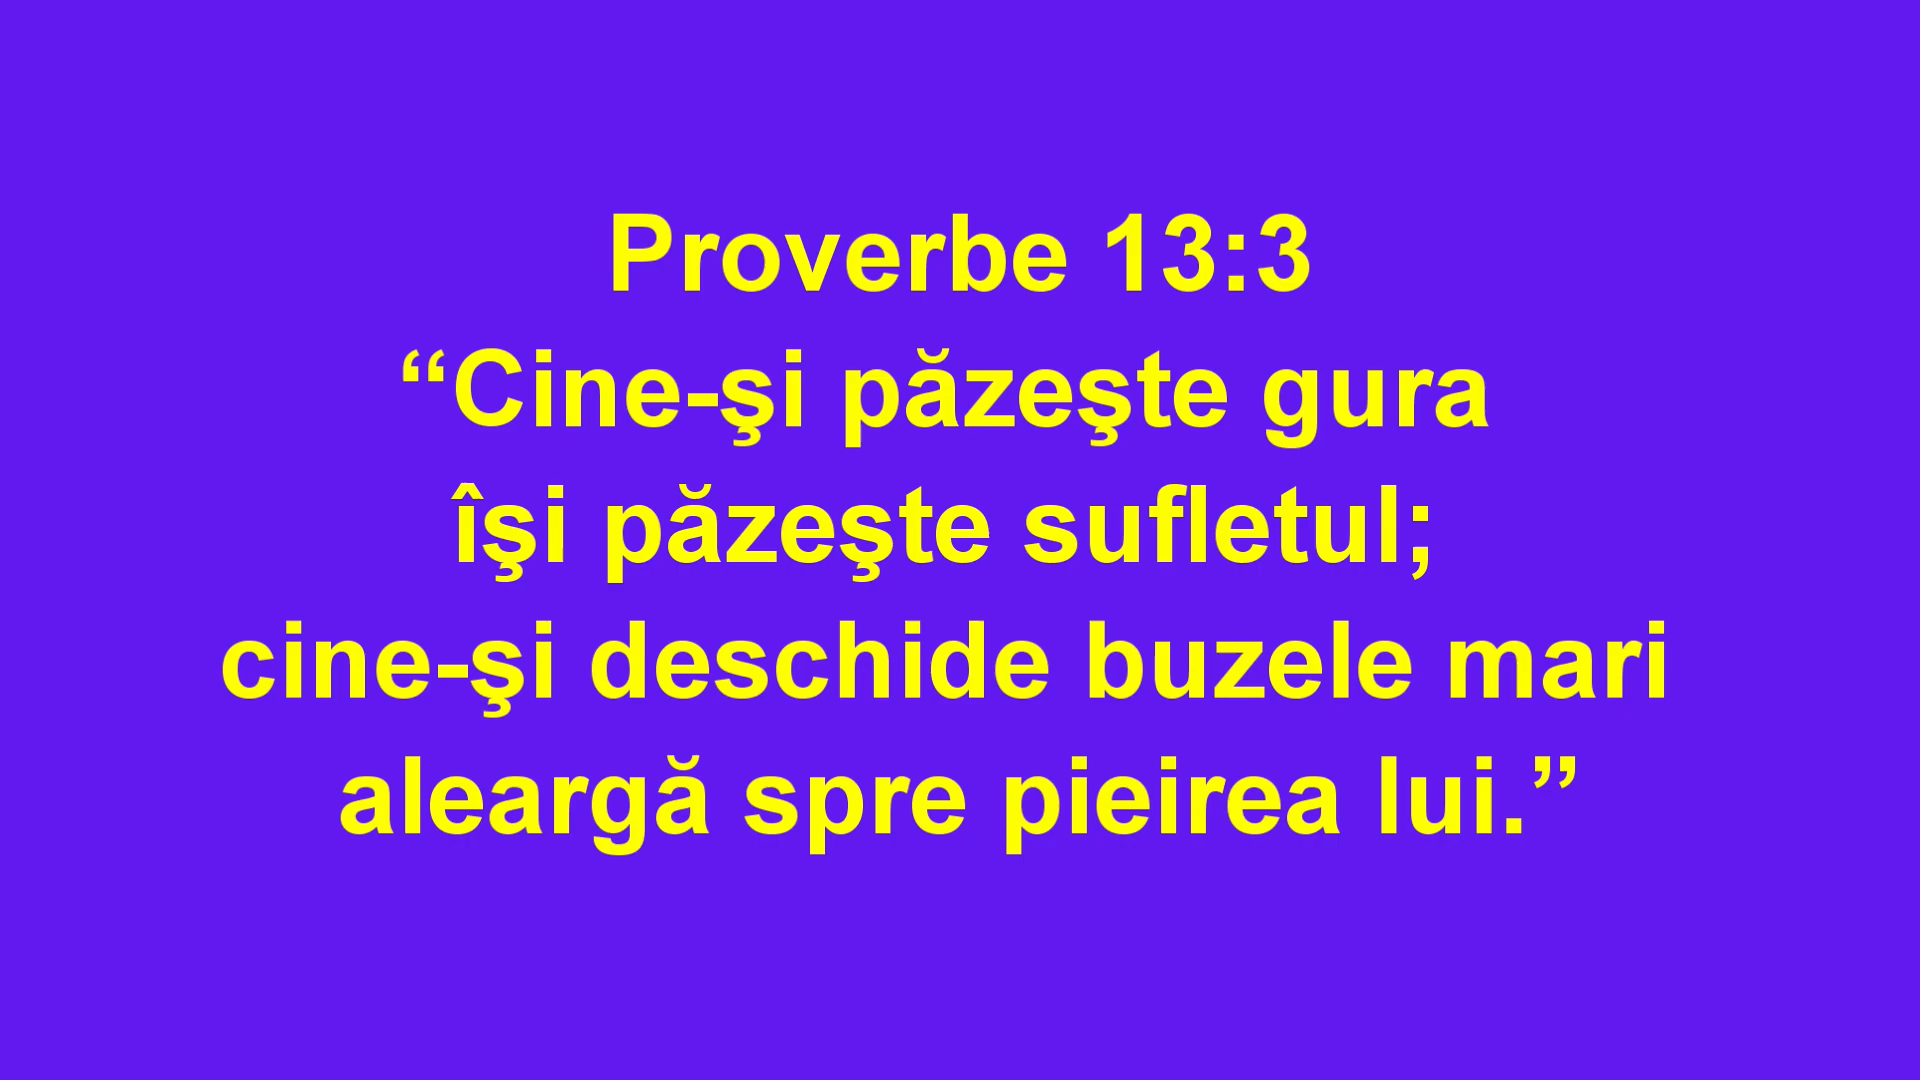 Proverbe 13:3
“Cine-şi păzeşte gura
îşi păzeşte sufletul;
cine-şi deschide buzele mari
aleargă spre pieirea lui.”